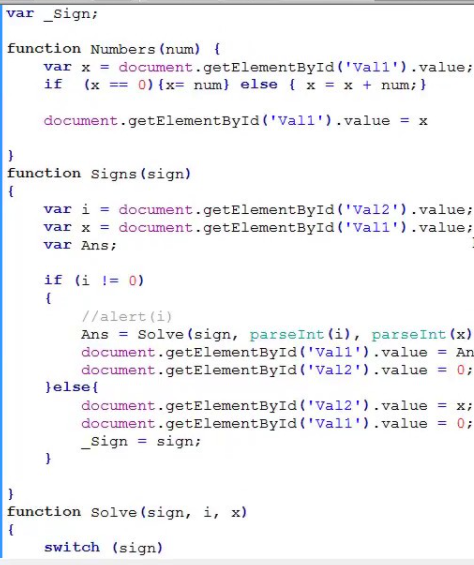 var _Sign;
function Numbers(num) {
var x = document.getElementById('Val1').value;
if (x == 0){x= num} else { x = x + num;}
document.getElementById('Val1').value = x
}
function Signs(sign)
{
var i = document.getElementById('Val2').value;
var x = document.getElementById('Val1').value;
var Ans;
if (i != 0)
{
//alert(i)
Ans = Solve(sign, parseInt(i), parseInt(x)
document.getElementById('Val1').value = An
document.getElementById('Val2').value = 0;
}else{
document.getElementById('Val2').value = x;
document.getElementById('Val1').value = 0;
_Sign = sign;
}
}
function Solve(sign, i, x)
{
switch (sign)